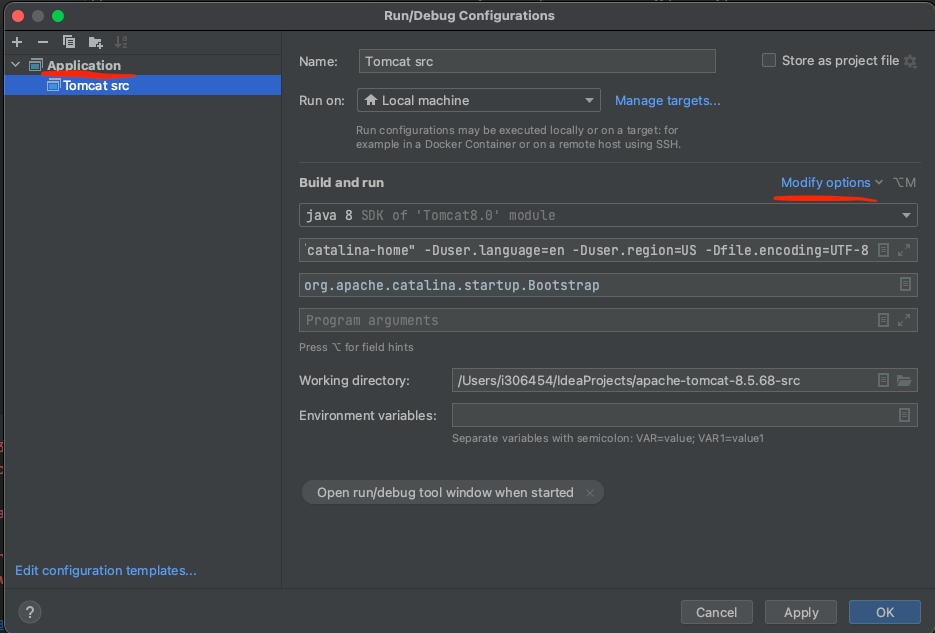 Run/Debug Configurations
Application
Tomcat src
Edit configuration templates...
?
Name:
Tomcat src
Store as project file
Run on:
Local machine
Manage targets...
Run configurations may be executed locally or on a target: for
example in a Docker Container or on a remote host using SSH.
Build and run
Modify options
⌥M
java 8 SDK of 'Tomcat8.0' module
catalina-home" -Duser.language=en -Duser.region=US -Dfile.encoding=UTF-8
org.apache.catalina.startup.Bootstrap
Program arguments
Press ⌥ for field hints
Working directory:
/Users/i306454/IdeaProjects/apache-tomcat-8.5.68-src
Environment variables:
Separate variables with semicolon: VAR=value; VAR1=value1
Open run/debug tool window when started
Cancel
Apply
OK